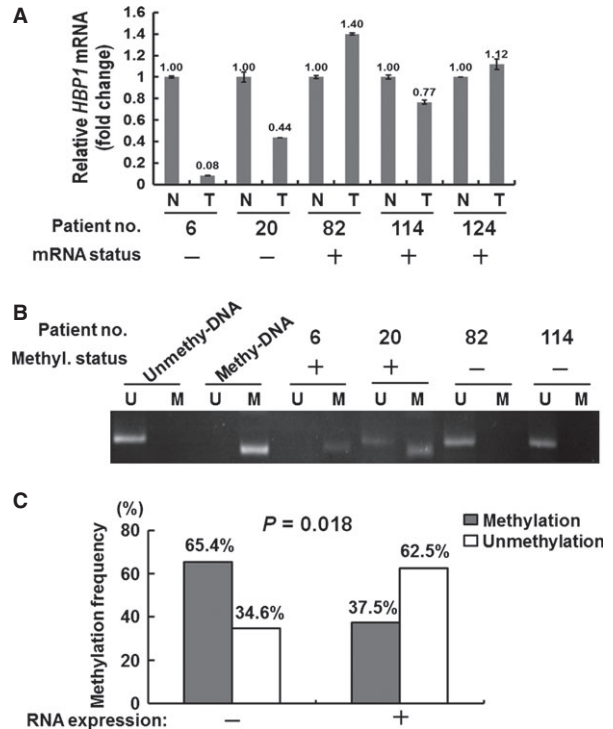 A
Relative HBP1 mRNA
(fold change)
1.6
1.4
1.2
1
0.8
0.6
0.4
0.2
0
1.00
0.08
1.00
0.44
1.00
1.40
1.00
0.77
1.00
1.12
N T N T N T N T N T
Patient no. 6 20 82 114 124
mRNA status – – + + +
B
Patient no. Unmethy-DNA Methy-DNA 6 20 82 114
Methyl. status + + – –
U M U M U M U M U M U M
C
(%)
Methylation frequency
80
60
40
20
0
P = 0.018
Methylation
Unmethylation
65.4%
34.6%
37.5%
62.5%
RNA expression: – +